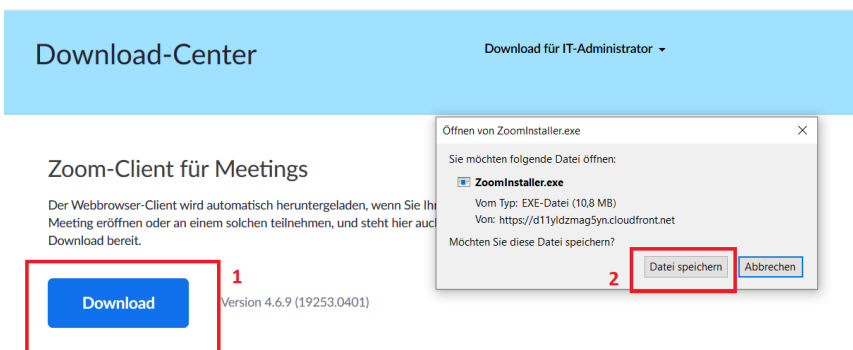 Download-Center
Download für IT-Administrator
Öffnen von ZoomInstaller.exe
Sie möchten folgende Datei öffnen:
ZoomInstaller.exe
Vom Typ: EXE-Datei (10,8 MB)
Von: https://d11yldzmag5yn.cloudfront.net
Möchten Sie diese Datei speichern?
Datei speichern
Abbrechen
2
Zoom-Client für Meetings
Der Webbrowser-Client wird automatisch heruntergeladen, wenn Sie Ihr
Meeting eröffnen oder an einem solchen teilnehmen, und steht hier auch
Download bereit.
1
Download
Version 4.6.9 (19253.0401)